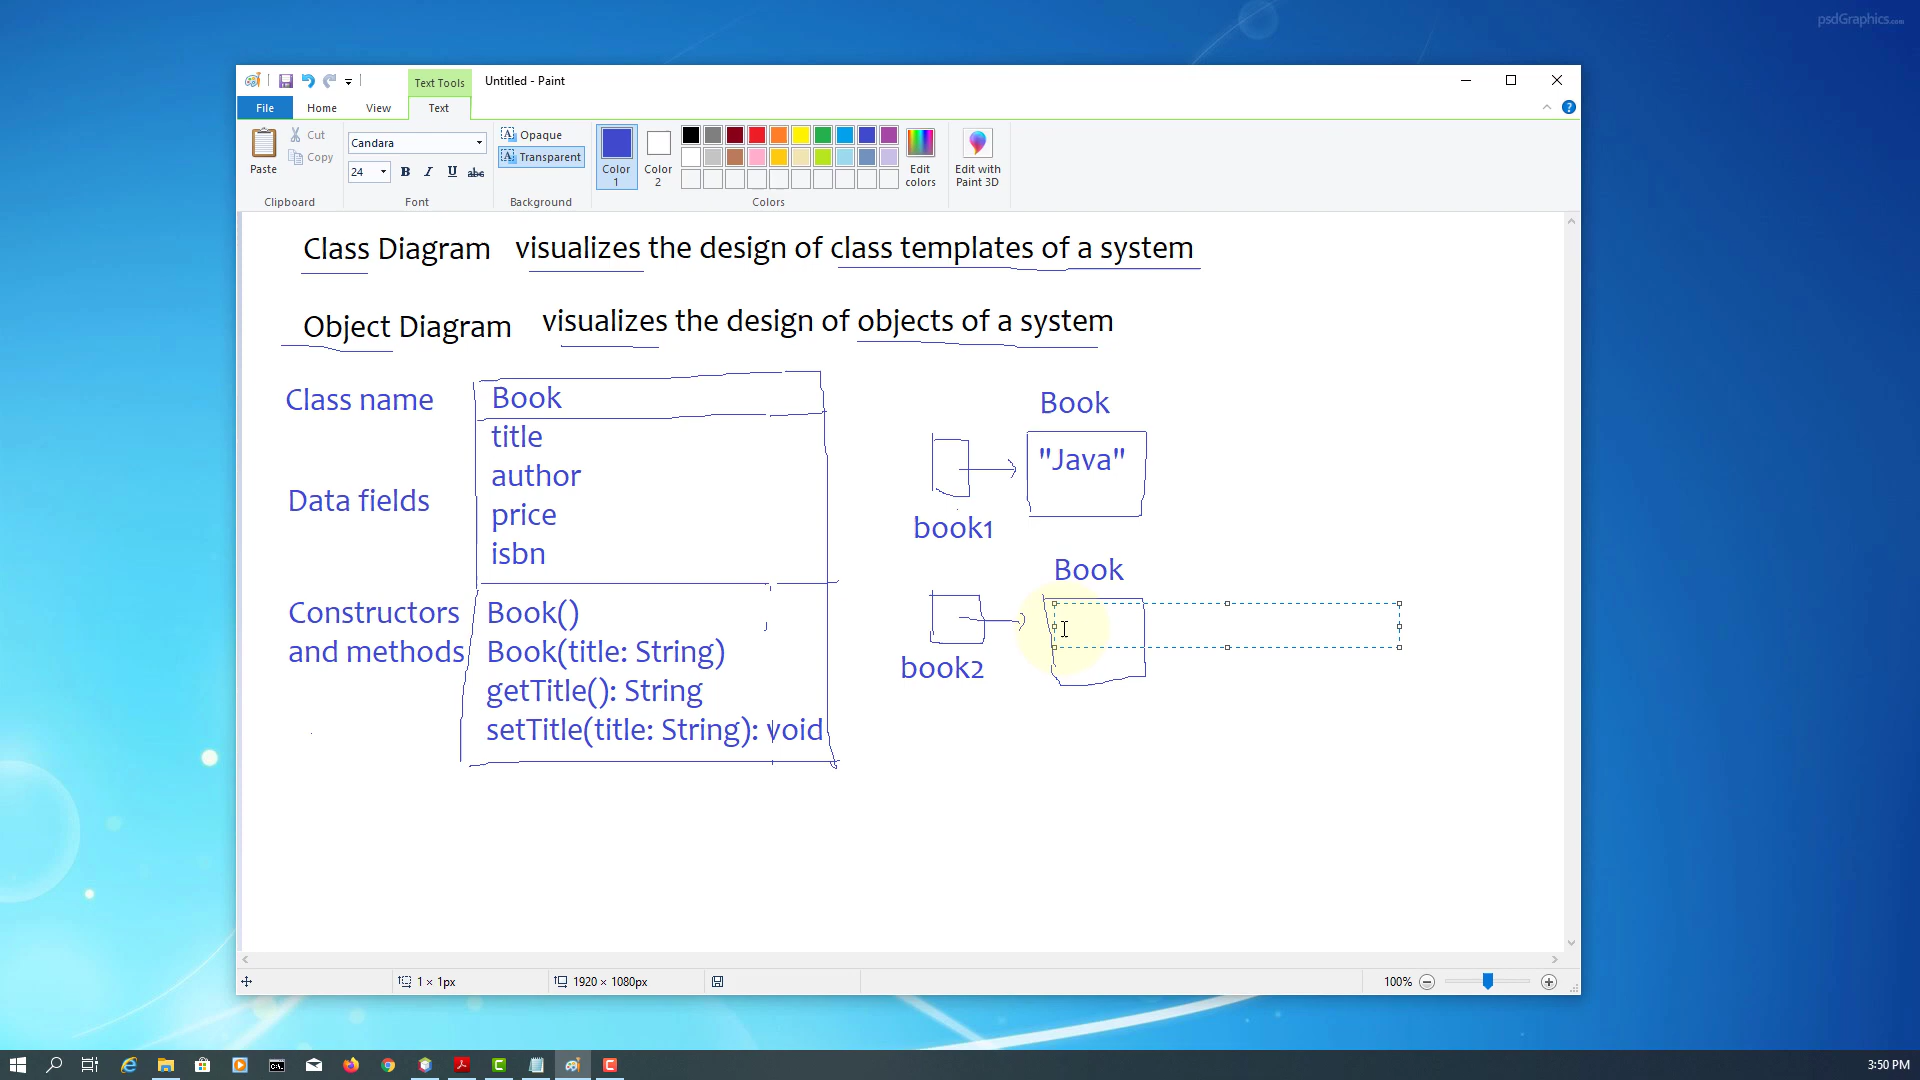 psdGraphics.com
Text Tools
Untitled - Paint
File
Home
View
Text
Paste
Cut
Copy
Clipboard
Candara
24
B I U abc
Font
Opaque
Transparent
Background
Color 1
Color 2
Edit colors
Colors
Edit with Paint 3D
Class Diagram visualizes the design of class templates of a system
Object Diagram visualizes the design of objects of a system
Class name
Book
title
author
Data fields
price
isbn
Constructors
and methods
Book()
Book(title: String)
getTitle(): String
setTitle(title: String): void
Book
"Java"
book1
Book
book2
1 × 1px
1920 × 1080px
100%
3:50 PM